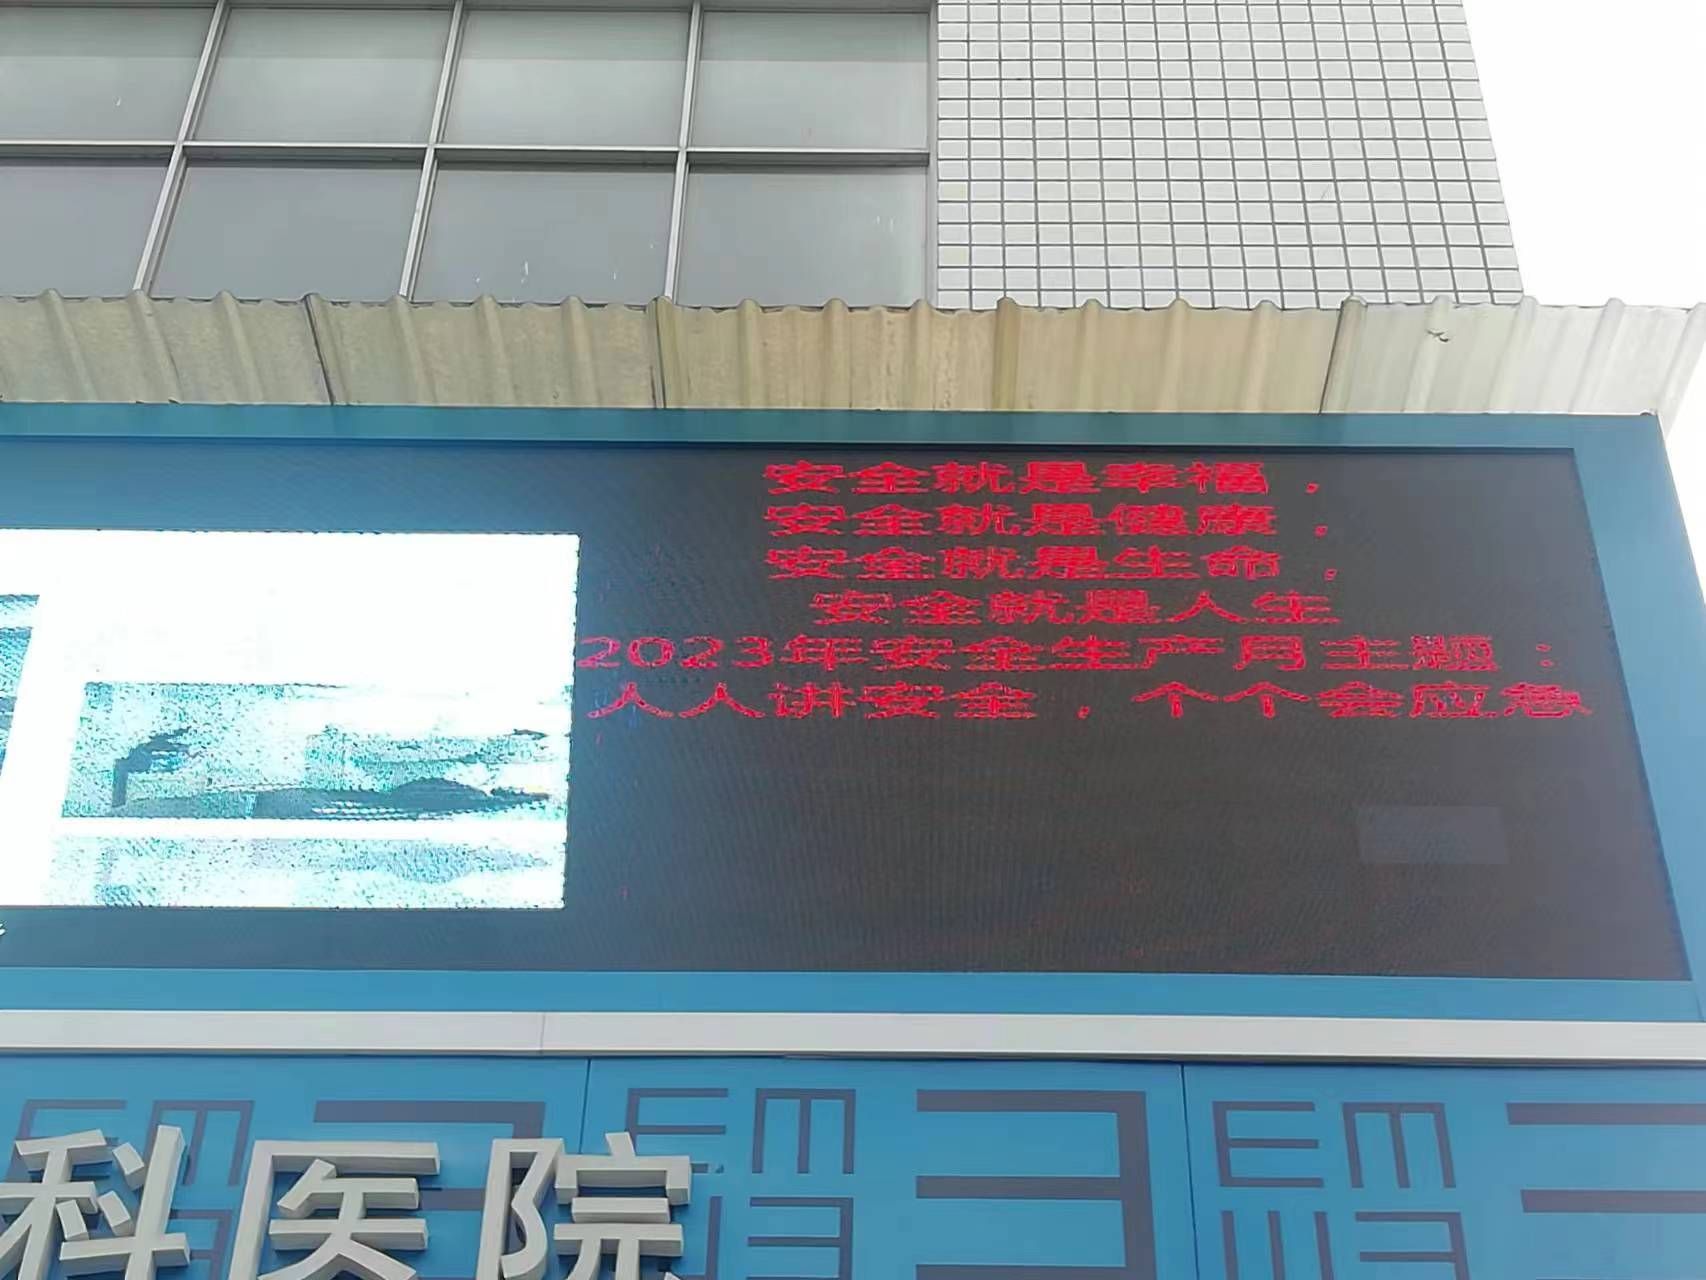 安全就是幸福，
安全就是健康，
安全就是生命，
安全就是人生
2023年安全生产月主题：
人人讲安全，个个会应急
科医院